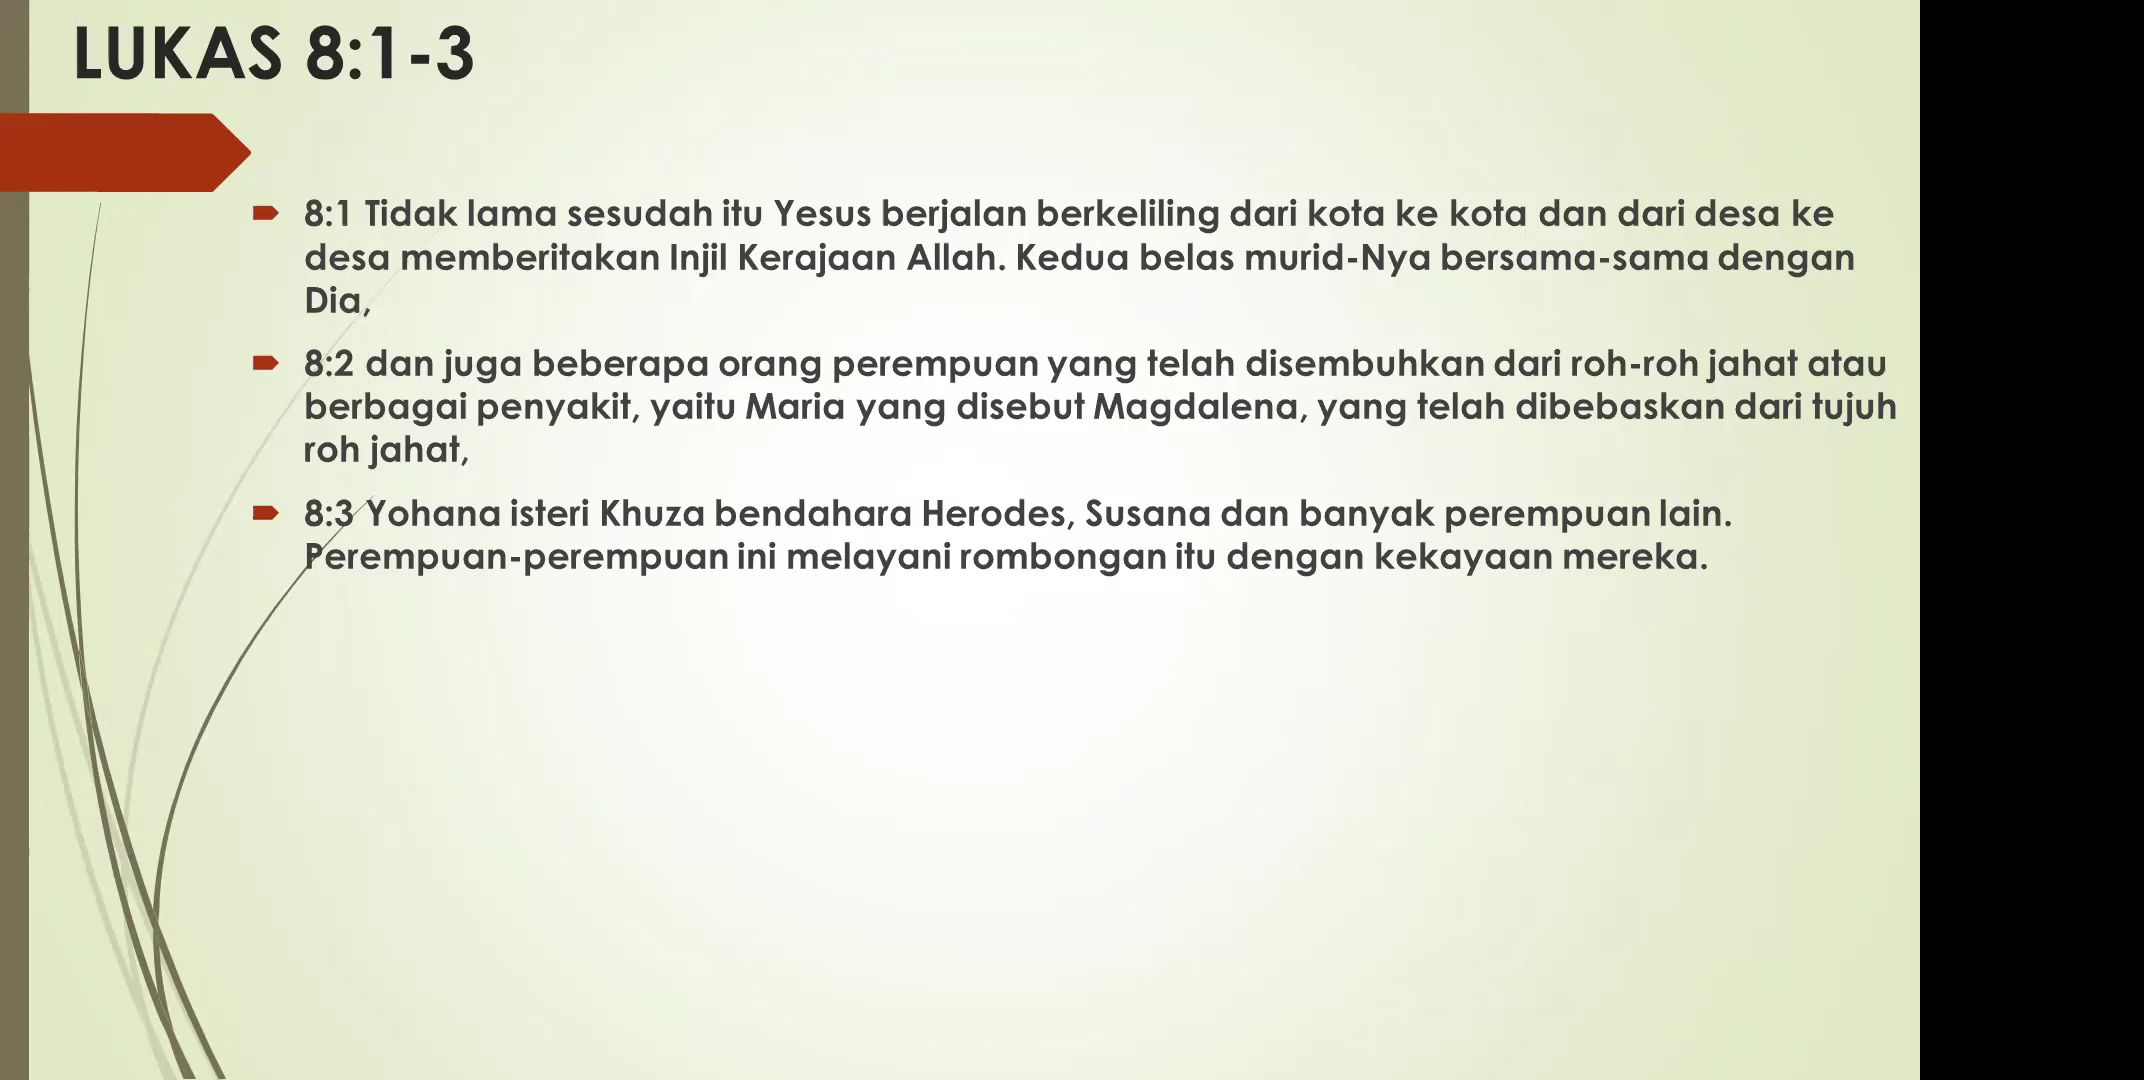 LUKAS 8:1-3
8:1 Tidak lama sesudah itu Yesus berjalan berkeliling dari kota ke kota dan dari desa ke
desa memberitakan Injil Kerajaan Allah. Kedua belas murid-Nya bersama-sama dengan
Dia,
8:2 dan juga beberapa orang perempuan yang telah disembuhkan dari roh-roh jahat atau
berbagai penyakit, yaitu Maria yang disebut Magdalena, yang telah dibebaskan dari tujuh
roh jahat,
8:3 Yohana isteri Khuza bendahara Herodes, Susana dan banyak perempuan lain.
Perempuan-perempuan ini melayani rombongan itu dengan kekayaan mereka.